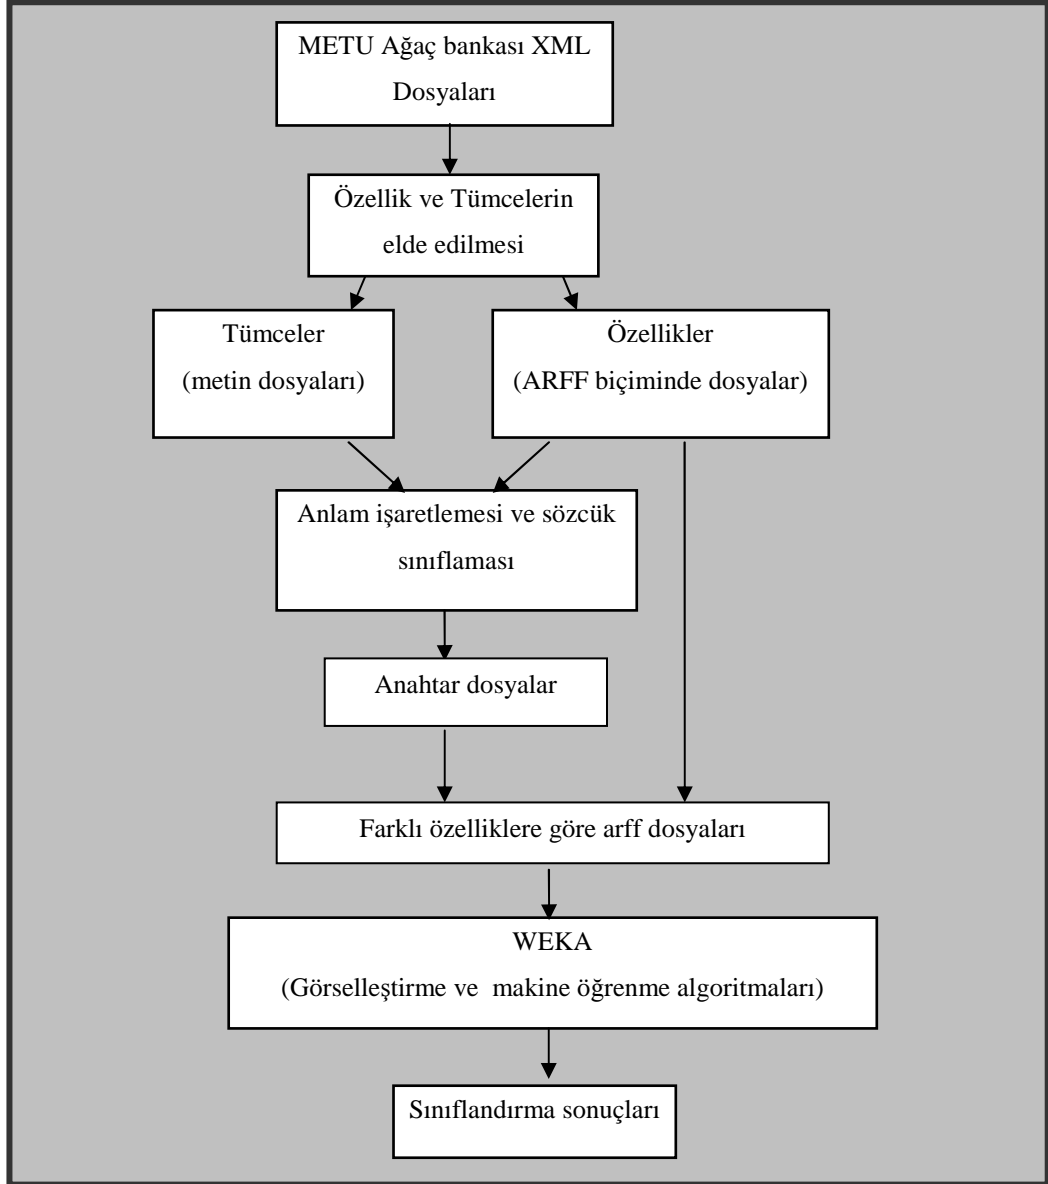 METU Ağaç bankası XML
Dosyaları
Özellik ve Tümcelerin
elde edilmesi
Tümceler
(metin dosyaları)
Özellikler
(ARFF biçiminde dosyalar)
Anlam işaretlemesi ve sözcük
sınıflaması
Anahtar dosyalar
Farklı özelliklere göre arff dosyaları
WEKA
(Görselleştirme ve makine öğrenme algoritmaları)
Sınıflandırma sonuçları